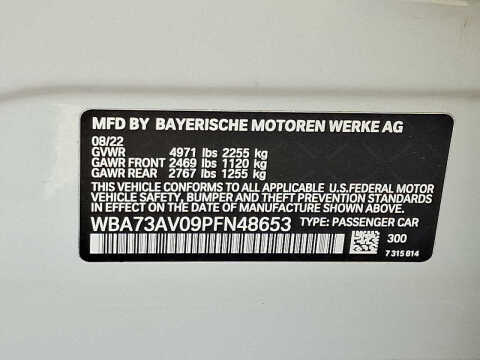 MFD BY BAYERISCHE MOTOREN WERKE AG
08/22
GVWR 4971 lbs 2255 kg
GAWR FRONT 2469 lbs 1120 kg
GAWR REAR 2767 lbs 1255 kg
THIS VEHICLE CONFORMS TO ALL APPLICABLE U.S.FEDERAL MOTOR
VEHICLE SAFETY, BUMPER AND THEFT PREVENTION STANDARDS
IN EFFECT ON THE DATE OF MANUFACTURE SHOWN ABOVE.
WBA73AV09PFN48653 TYPE: PASSENGER CAR
300
7 315 814